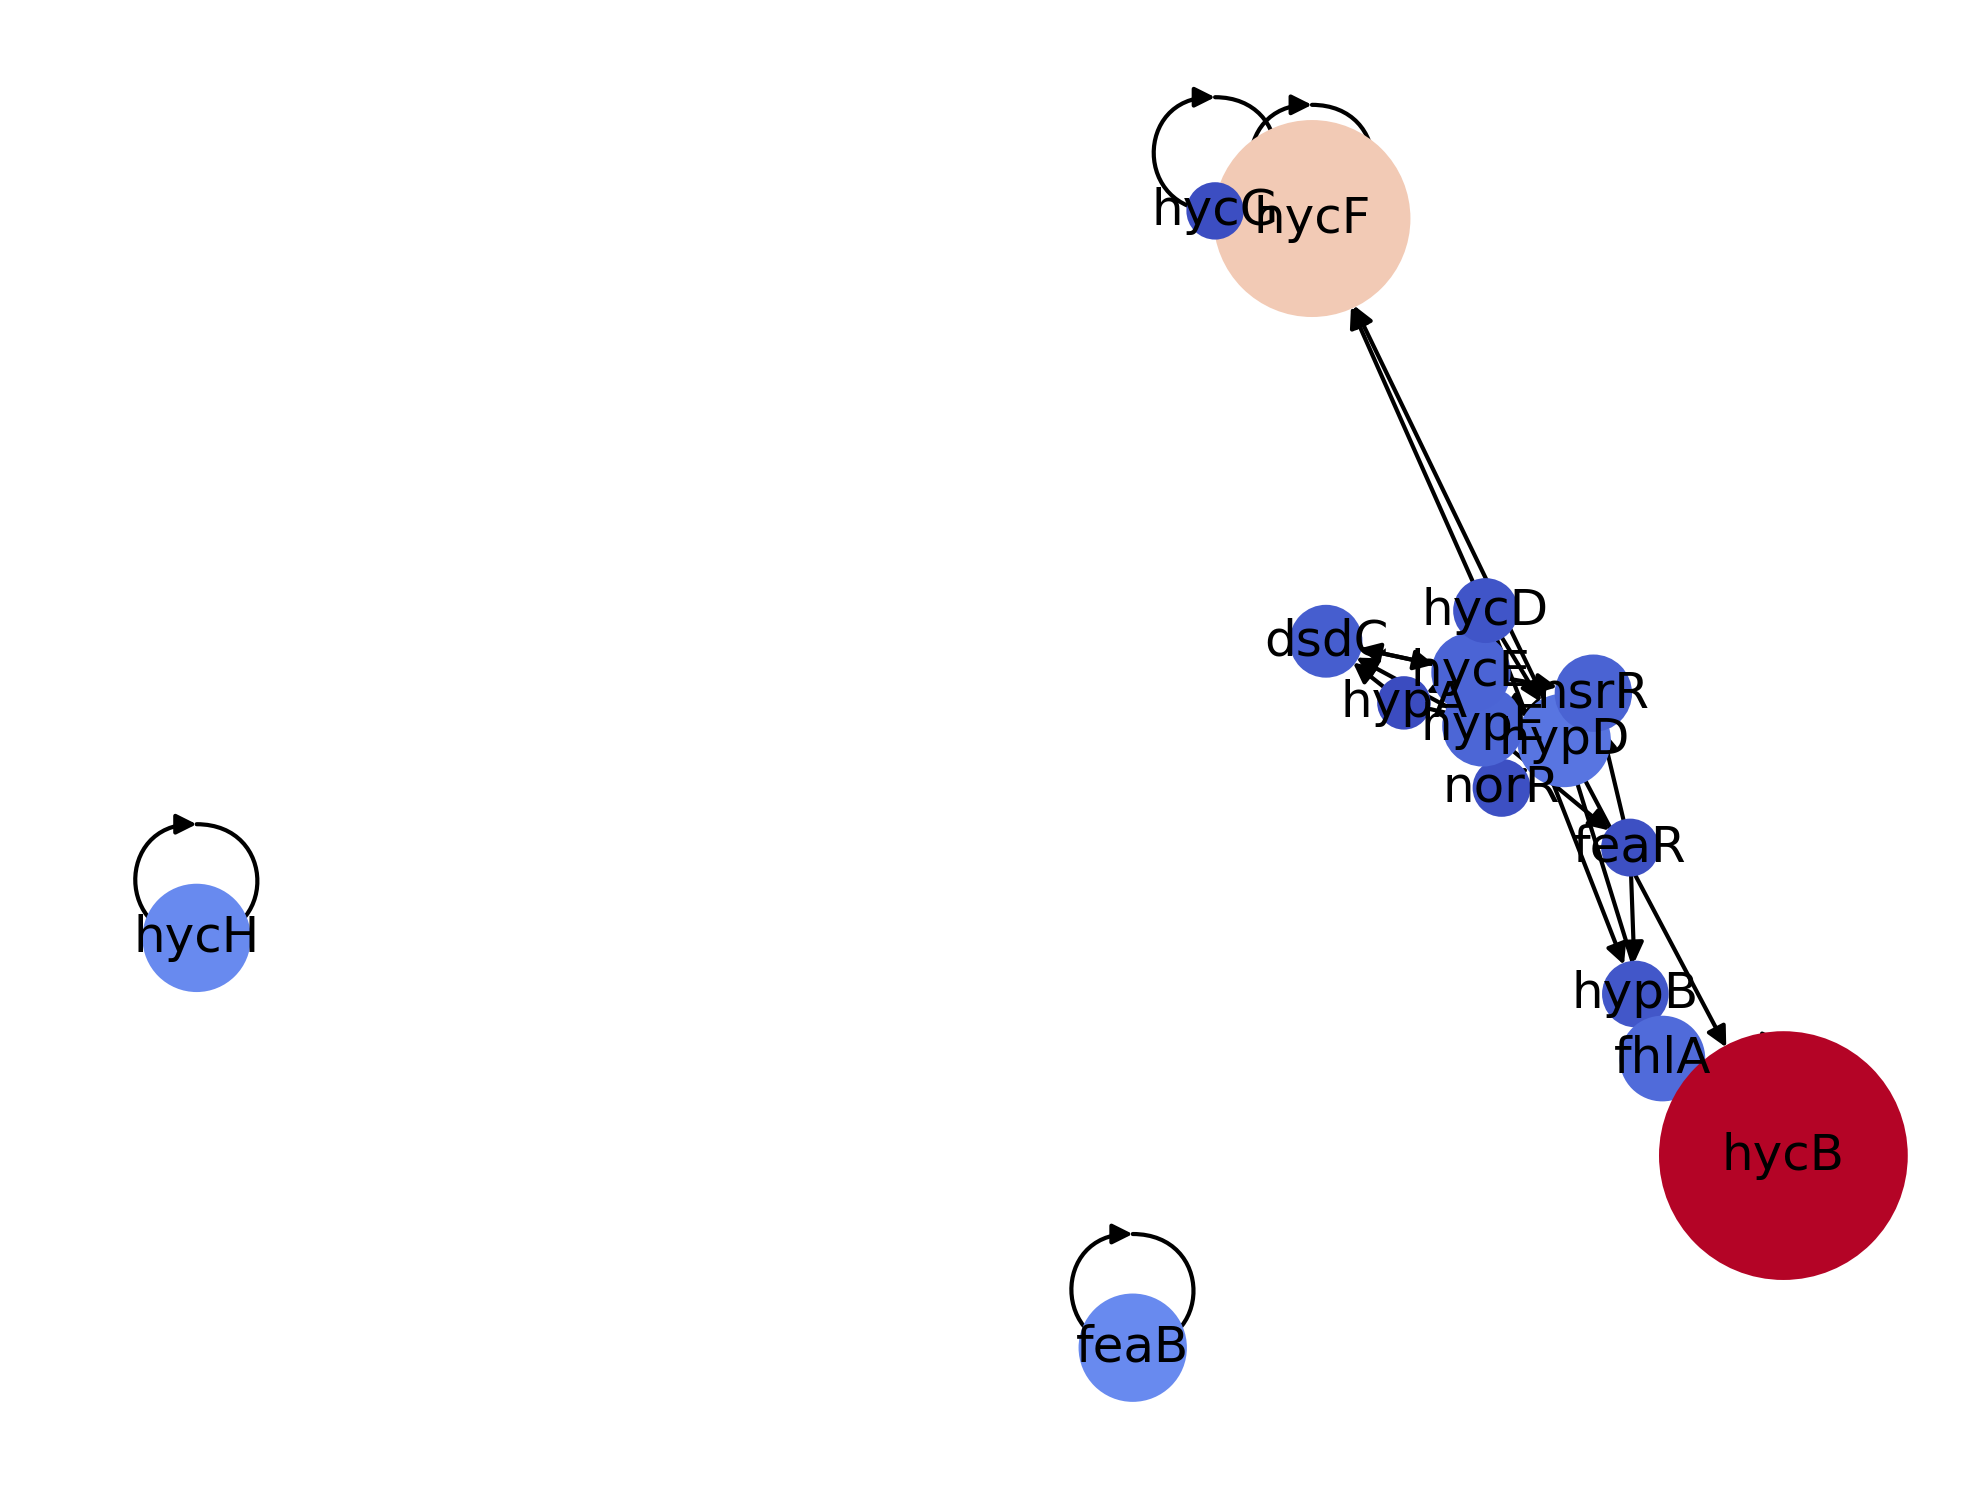 hycG
hycF
hycD
dsdC
hycE
nsrR
hypA
hypE
hypD
norR
feaR
hycH
hypB
fhlA
hycB
feaB